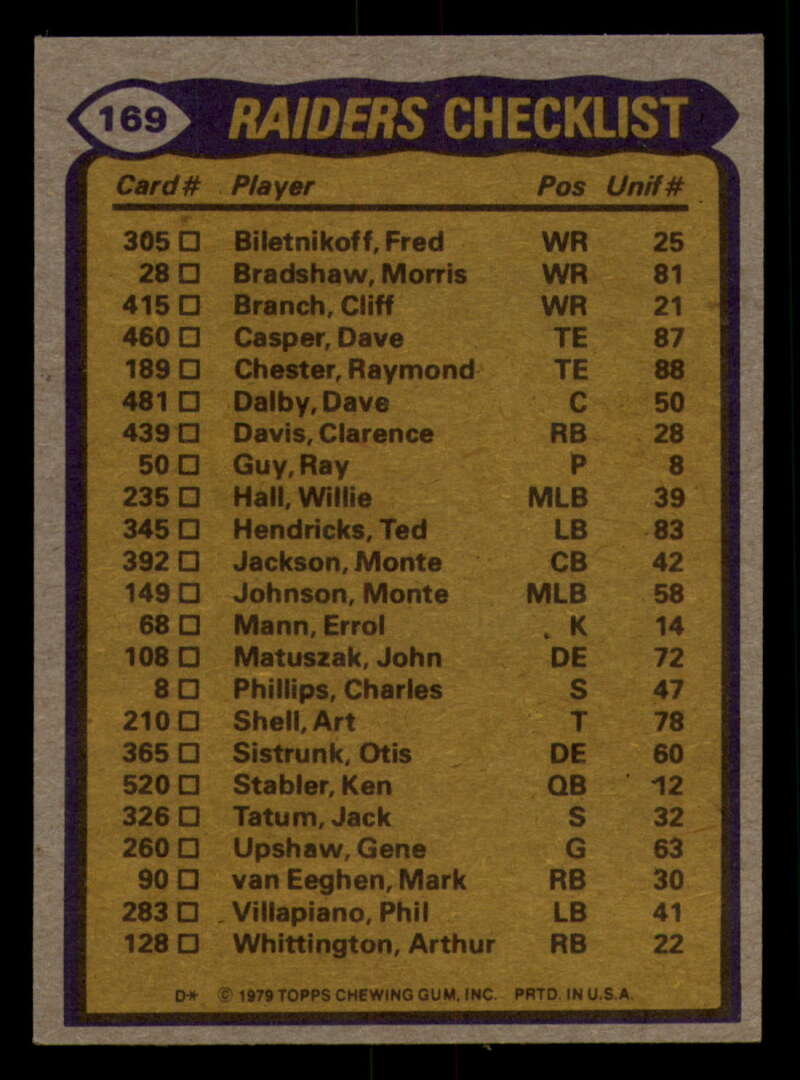 169 RAIDERS CHECKLIST
Card# Player Pos Unif#
305 □ Biletnikoff, Fred WR 25
28 □ Bradshaw, Morris WR 81
415 □ Branch, Cliff WR 21
460 □ Casper, Dave TE 87
189 □ Chester, Raymond TE 88
481 □ Dalby, Dave C 50
439 □ Davis, Clarence RB 28
50 □ Guy, Ray P 8
235 □ Hall, Willie MLB 39
345 □ Hendricks, Ted LB 83
392 □ Jackson, Monte CB 42
149 □ Johnson, Monte MLB 58
68 □ Mann, Errol K 14
108 □ Matuszak, John DE 72
8 □ Phillips, Charles S 47
210 □ Shell, Art T 78
365 □ Sistrunk, Otis DE 60
520 □ Stabler, Ken QB 12
326 □ Tatum, Jack S 32
260 □ Upshaw, Gene G 63
90 □ van Eeghen, Mark RB 30
283 □ Villapiano, Phil LB 41
128 □ Whittington, Arthur RB 22
D* © 1979 TOPPS CHEWING GUM, INC. PRTD. IN U.S.A.